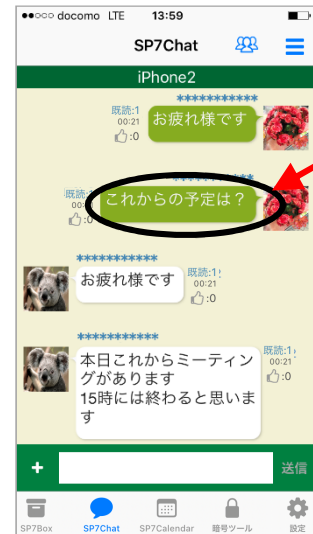 docomo LTE 13:59
SP7Chat
iPhone2
***********
既読:1
00:21
:0
お疲れ様です
これからの予定は？
***********
お疲れ様です
既読:1
00:21
:0
***********
本日これからミーティン
グがあります
15時には終わると思いま
す
既読:1
00:21
:0
+
送信
SP7Box SP7Chat SP7Calendar 暗号ツール 設定